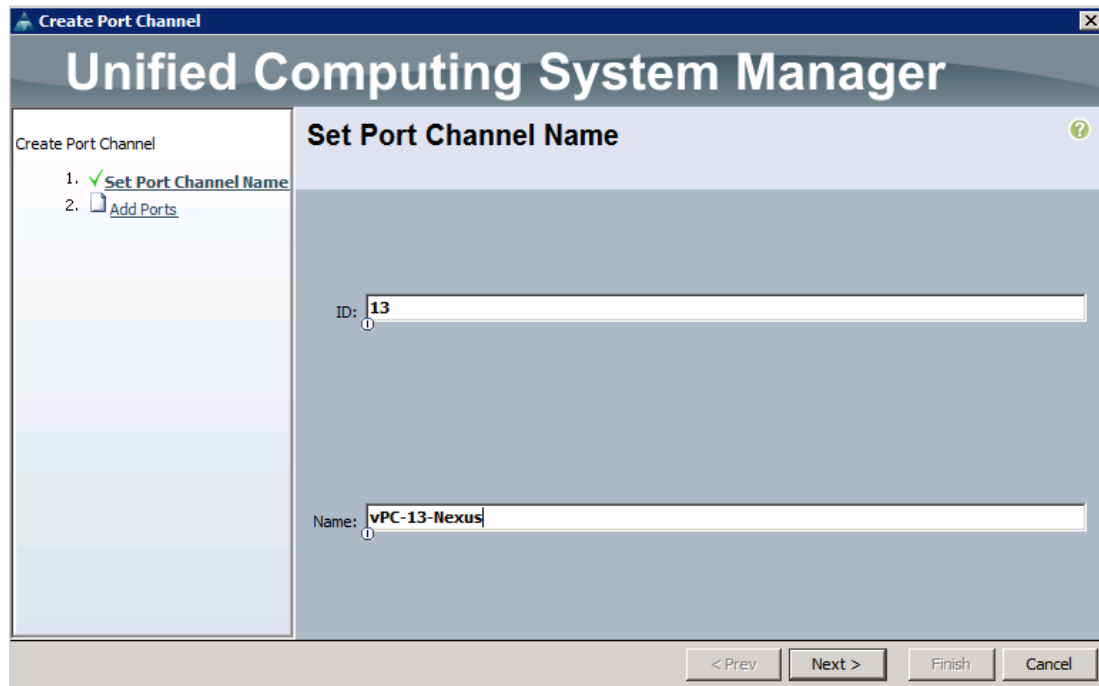 Create Port Channel
Unified Computing System Manager
Create Port Channel
1. Set Port Channel Name
2. Add Ports
Set Port Channel Name
ID: 13
Name: vPC-13-Nexus
< Prev Next > Finish Cancel